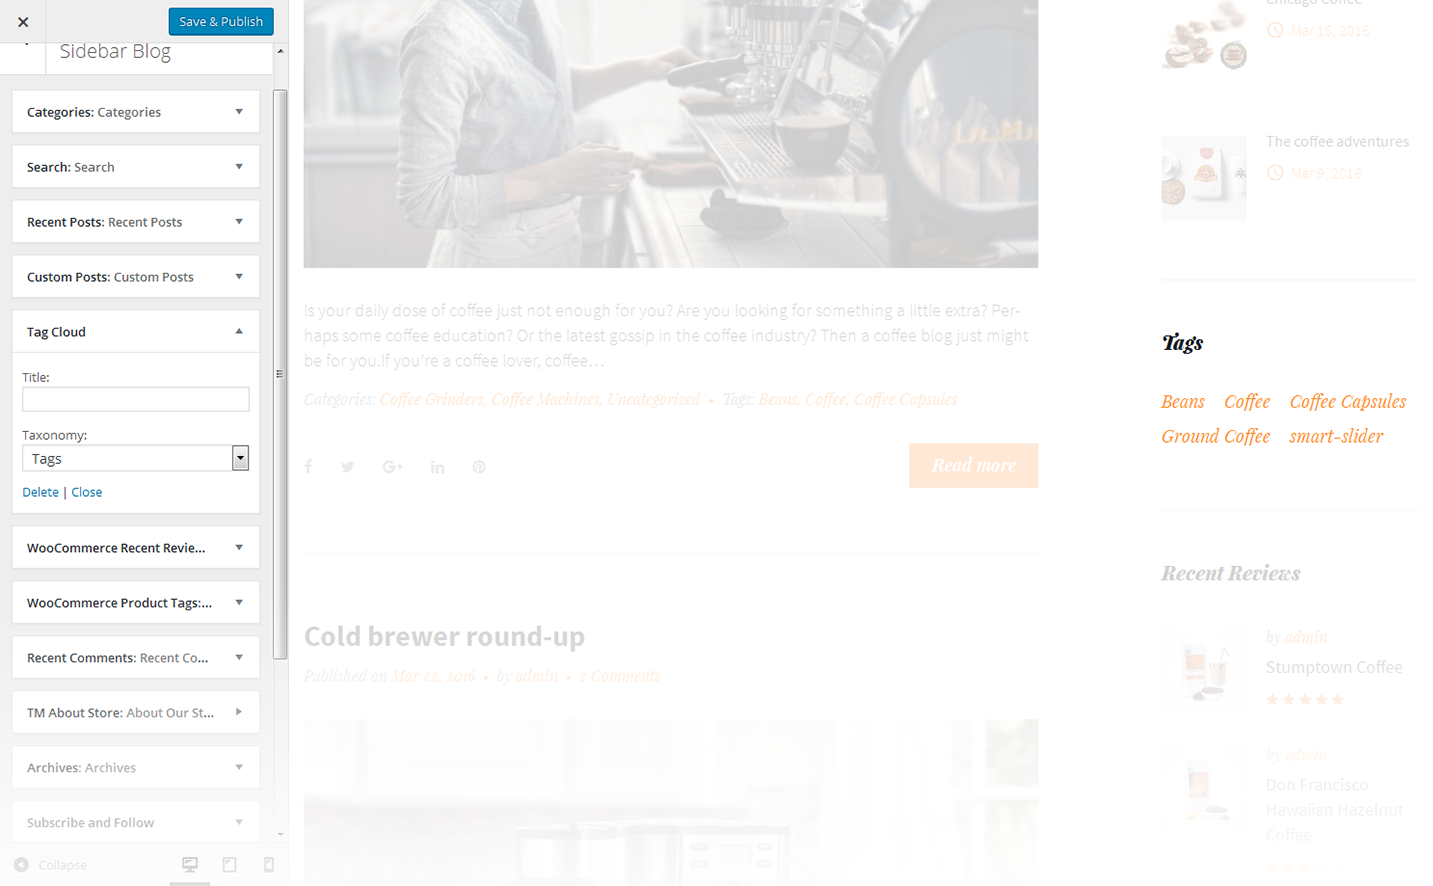 Save & Publish
Sidebar Blog
Categories: Categories
Search: Search
Recent Posts: Recent Posts
Custom Posts: Custom Posts
Tag Cloud
Title:
Taxonomy:
Tags
Delete | Close
WooCommerce Recent Revie...
WooCommerce Product Tags:...
Recent Comments: Recent Co...
TM About Store: About Our St...
Archives: Archives
Subscribe and Follow
Collapse
Is your daily dose of coffee just not enough for you? Are you looking for something a little extra? Per-
haps some coffee education? Or the latest gossip in the coffee industry? Then a coffee blog just might
be for you.If you're a coffee lover, coffee…
Categories: Coffee Grinders, Coffee Machines, Uncategorized • Tags: Beans, Coffee, Coffee Capsules
Read more
Cold brewer round-up
Published on Mar 22, 2016 • by admin • 2 Comments
Chicago Coffee
Mar 15, 2016
The coffee adventures
Mar 9, 2016
Tags
Beans Coffee Coffee Capsules
Ground Coffee smart-slider
Recent Reviews
by admin
Stumptown Coffee
by admin
Don Francisco
Hawaiian Hazelnut
Coffee